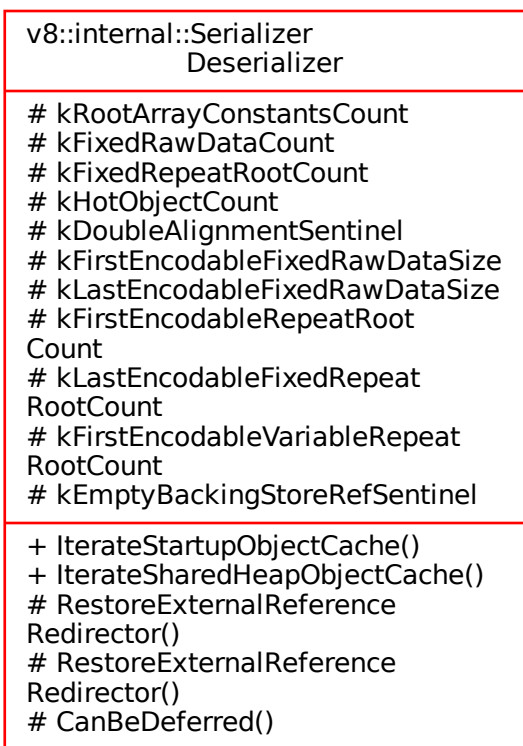 v8::internal::Serializer
Deserializer
# kRootArrayConstantsCount
# kFixedRawDataCount
# kFixedRepeatRootCount
# kHotObjectCount
# kDoubleAlignmentSentinel
# kFirstEncodableFixedRawDataSize
# kLastEncodableFixedRawDataSize
# kFirstEncodableRepeatRoot
Count
# kLastEncodableFixedRepeat
RootCount
# kFirstEncodableVariableRepeat
RootCount
# kEmptyBackingStoreRefSentinel
+ IterateStartupObjectCache()
+ IterateSharedHeapObjectCache()
# RestoreExternalReference
Redirector()
# RestoreExternalReference
Redirector()
# CanBeDeferred()